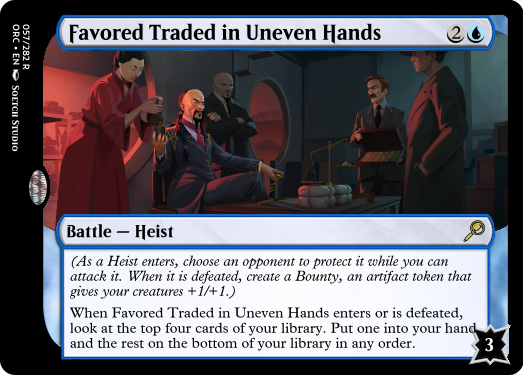 Favored Traded in Uneven Hands 2
Battle — Heist
(As a Heist enters, choose an opponent to protect it while you can
attack it. When it is defeated, create a Bounty, an artifact token that
gives your creatures +1/+1.)
When Favored Traded in Uneven Hands enters or is defeated,
look at the top four cards of your library. Put one into your hand
and the rest on the bottom of your library in any order.
3
057/282 R
ORC • EN Snitch Studio